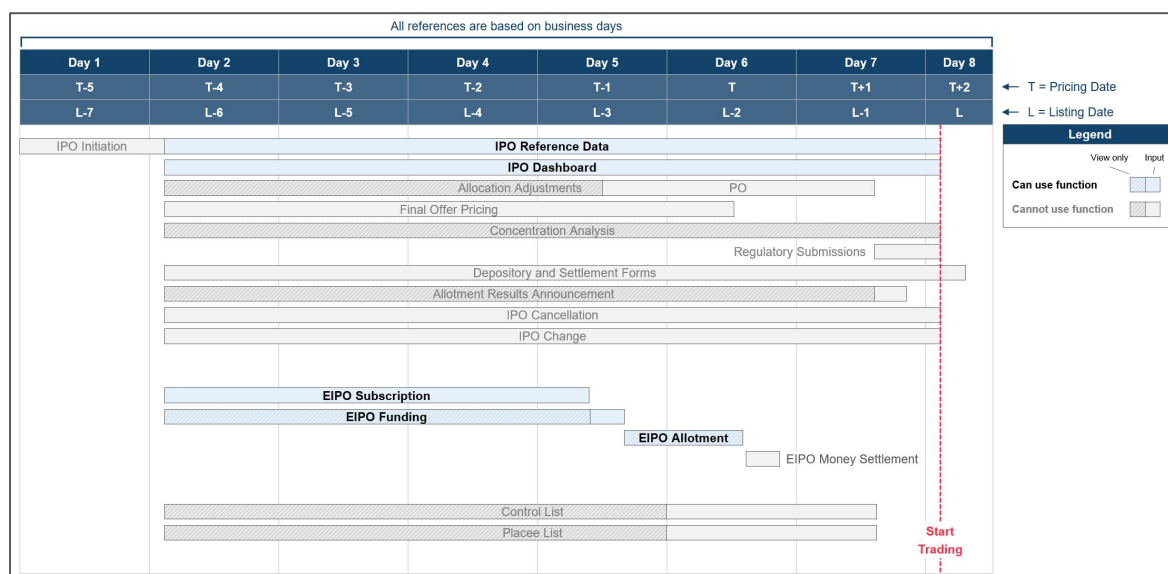 All references are based on business days
Day 1 Day 2 Day 3 Day 4 Day 5 Day 6 Day 7 Day 8
T-5 T-4 T-3 T-2 T-1 T T+1 T+2
← T = Pricing Date
L-7 L-6 L-5 L-4 L-3 L-2 L-1 L
← L = Listing Date
Legend
View only Input
Can use function
Cannot use function
IPO Initiation IPO Reference Data
IPO Dashboard
Allocation Adjustments PO
Final Offer Pricing
Concentration Analysis
Regulatory Submissions
Depository and Settlement Forms
Allotment Results Announcement
IPO Cancellation
IPO Change
EIPO Subscription
EIPO Funding
EIPO Allotment
EIPO Money Settlement
Control List
Placee List
Start
Trading